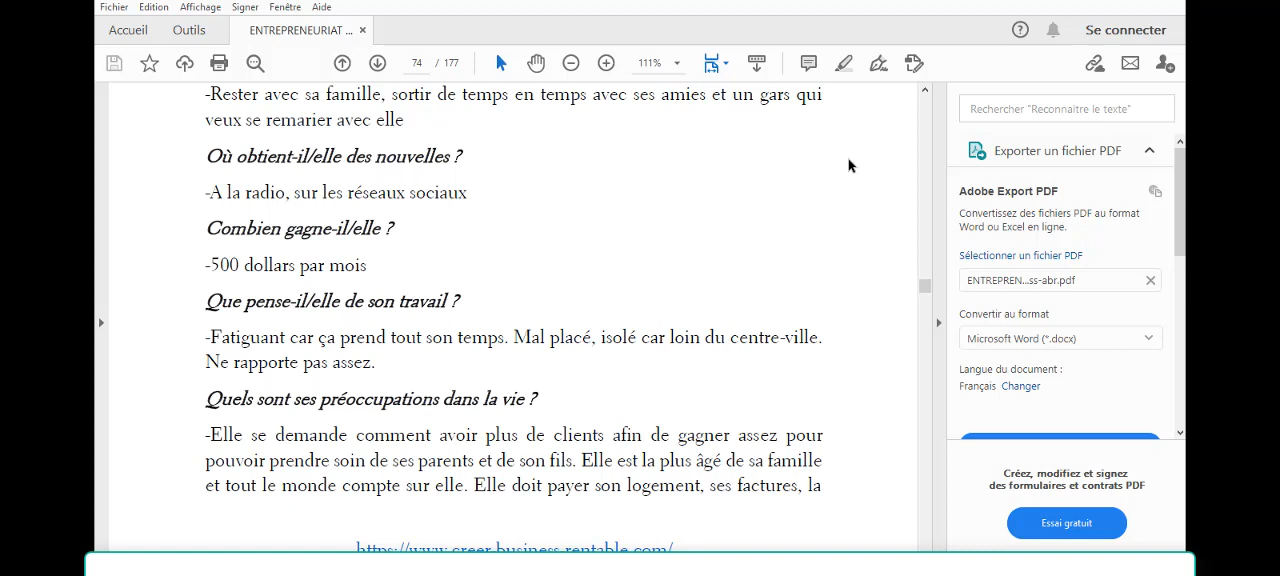 Fichier Edition Affichage Signer Fenêtre Aide
Accueil Outils ENTREPRENEURIAT ... × Se connecter
74 / 177 111%
-Rester avec sa famille, sortir de temps en temps avec ses amies et un gars qui
veux se remarier avec elle
Où obtient-il/elle des nouvelles ?
-A la radio, sur les réseaux sociaux
Combien gagne-il/elle ?
-500 dollars par mois
Que pense-il/elle de son travail ?
-Fatiguant car ça prend tout son temps. Mal placé, isolé car loin du centre-ville.
Ne rapporte pas assez.
Quels sont ses préoccupations dans la vie ?
-Elle se demande comment avoir plus de clients afin de gagner assez pour
pouvoir prendre soin de ses parents et de son fils. Elle est la plus âgé de sa famille
et tout le monde compte sur elle. Elle doit payer son logement, ses factures, la
https://www.creer-business-rentable.com/
Rechercher "Reconnaitre le texte"
Exporter un fichier PDF
Adobe Export PDF
Convertissez des fichiers PDF au format
Word ou Excel en ligne.
Sélectionner un fichier PDF
ENTREPREN...ss-abr.pdf
Convertir au format
Microsoft Word (*.docx)
Langue du document :
Français Changer
Créez, modifiez et signez
des formulaires et contrats PDF
Essai gratuit